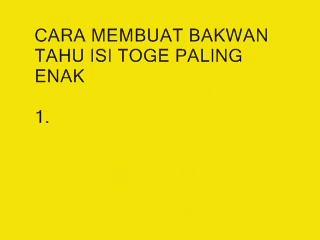 CARA MEMBUAT BAKWAN
TAHU ISI TOGE PALING
ENAK
1.